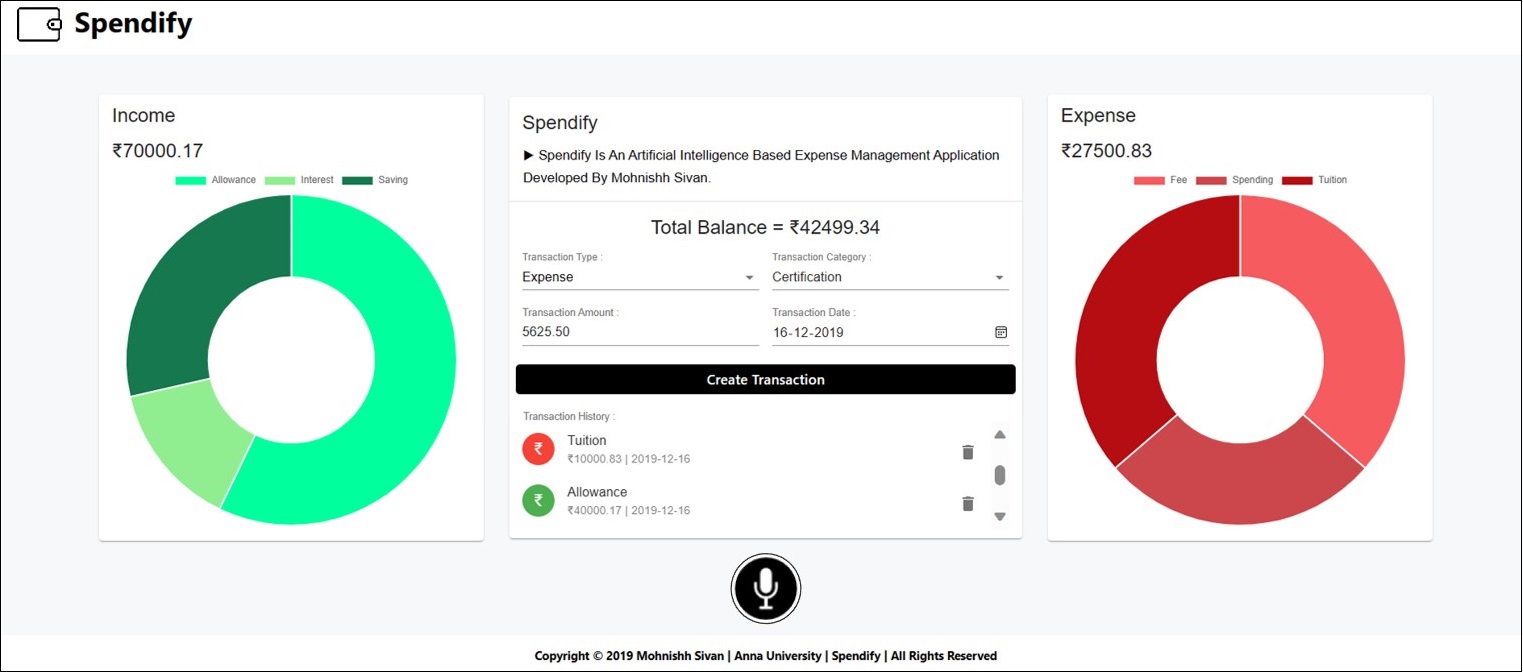 Spendify
Income
₹70000.17
Allowance Interest Saving
Spendify
► Spendify Is An Artificial Intelligence Based Expense Management Application
Developed By Mohnishh Sivan.
Total Balance = ₹42499.34
Transaction Type :
Expense
Transaction Category :
Certification
Transaction Amount :
5625.50
Transaction Date :
16-12-2019
Create Transaction
Transaction History :
₹
Tuition
₹10000.83 | 2019-12-16
₹
Allowance
₹40000.17 | 2019-12-16
Expense
₹27500.83
Fee Spending Tuition
Copyright © 2019 Mohnishh Sivan | Anna University | Spendify | All Rights Reserved